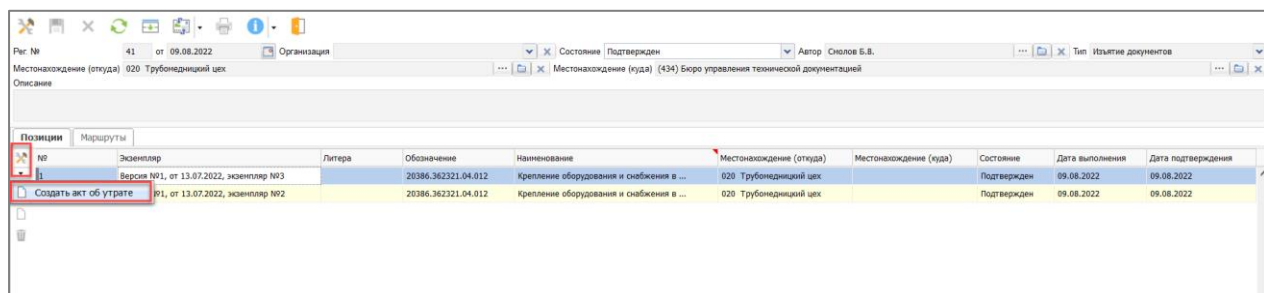 Рег. № 41 от 09.08.2022 Организация Состояние Подтвержден Автор Смолов Б.В. Тип Изъятие документов
Местонахождение (откуда) 020 Трубомедницкий цех Местонахождение (куда) (434) Бюро управления технической документацией
Описание
Позиции Маршруты
№ Экземпляр Литера Обозначение Наименование Местонахождение (откуда) Местонахождение (куда) Состояние Дата выполнения Дата подтверждения
1 Версия №1, от 13.07.2022, экземпляр №3 20386.362321.04.012 Крепление оборудования и снабжения в ... 020 Трубомедницкий цех Подтвержден 09.08.2022 09.08.2022
Создать акт об утрате №1, от 13.07.2022, экземпляр №2 20386.362321.04.012 Крепление оборудования и снабжения в ... 020 Трубомедницкий цех Подтвержден 09.08.2022 09.08.2022